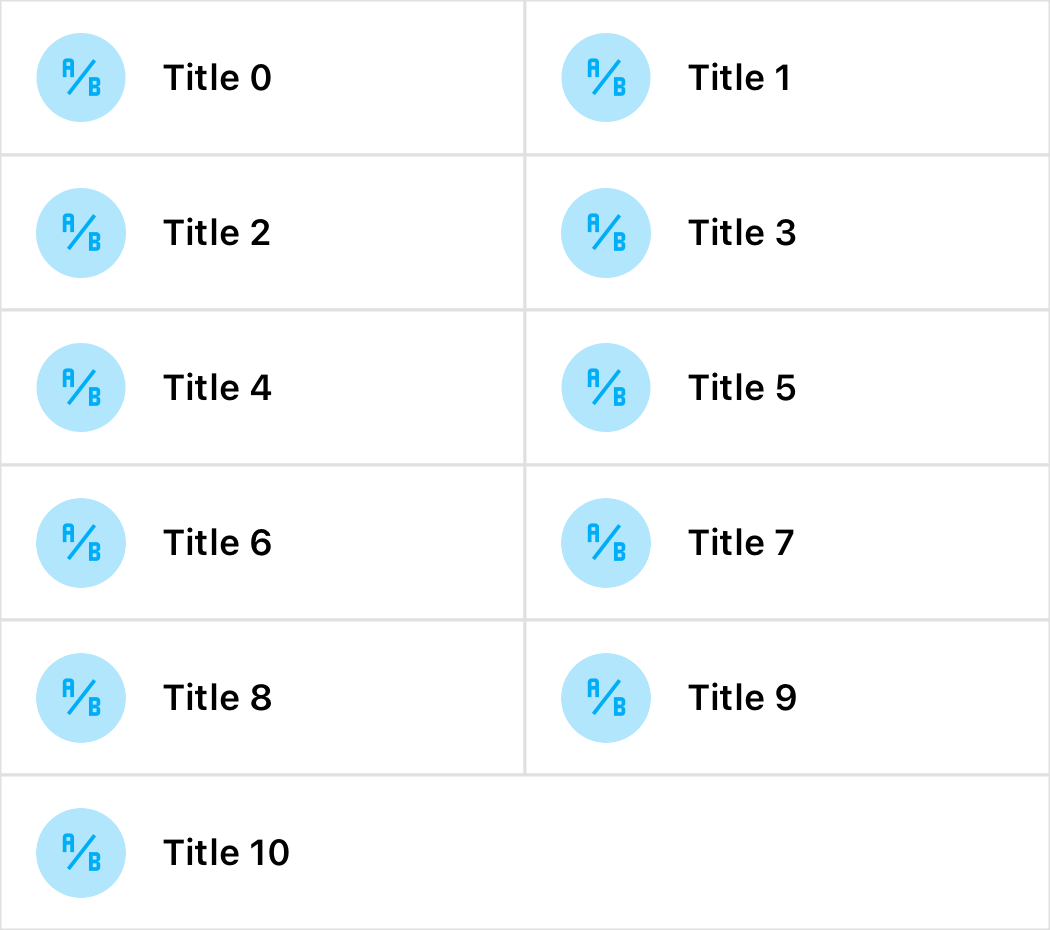 A/B Title 0
A/B Title 1
A/B Title 2
A/B Title 3
A/B Title 4
A/B Title 5
A/B Title 6
A/B Title 7
A/B Title 8
A/B Title 9
A/B Title 10